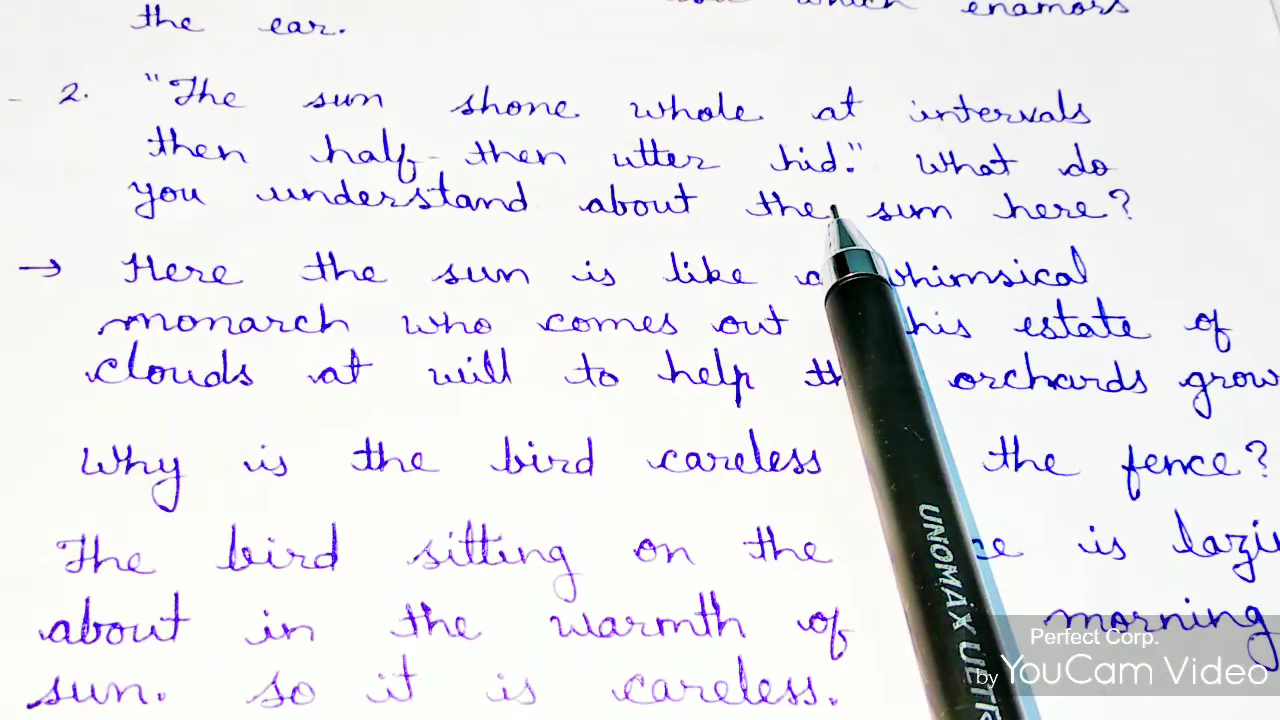 which enamors
the ear.
2. "The sun shone whole at intervals
then half then utter hid." What do
you understand about the sun here?
→ Here the sun is like a whimsical
monarch who comes out his estate of
clouds at will to help orchards grow
Why is the bird careless the fence?
The bird sitting on the is
about in the warmth of morning
sun. so it is careless.
UNOMAX
Perfect Corp.
by YouCam Video